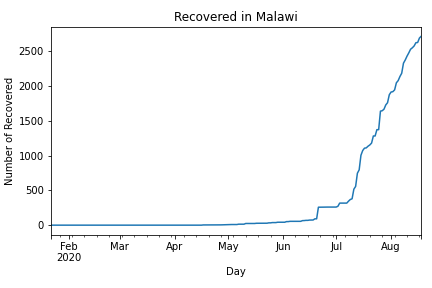 Recovered in Malawi
Number of Recovered
2500
2000
1500
1000
500
0
Feb Mar Apr May Jun Jul Aug
2020
Day